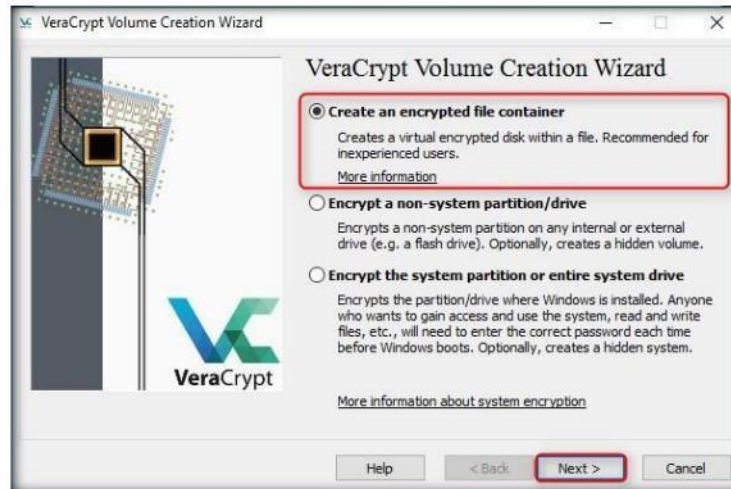 VeraCrypt Volume Creation Wizard
VeraCrypt Volume Creation Wizard
Create an encrypted file container
Creates a virtual encrypted disk within a file. Recommended for
inexperienced users.
More information
Encrypt a non-system partition/drive
Encrypts a non-system partition on any internal or external
drive (e.g. a flash drive). Optionally, creates a hidden volume.
Encrypt the system partition or entire system drive
Encrypts the partition/drive where Windows is installed. Anyone
who wants to gain access and use the system, read and write
files, etc., will need to enter the correct password each time
before Windows boots. Optionally, creates a hidden system.
VeraCrypt
More information about system encryption
Help
< Back
Next >
Cancel